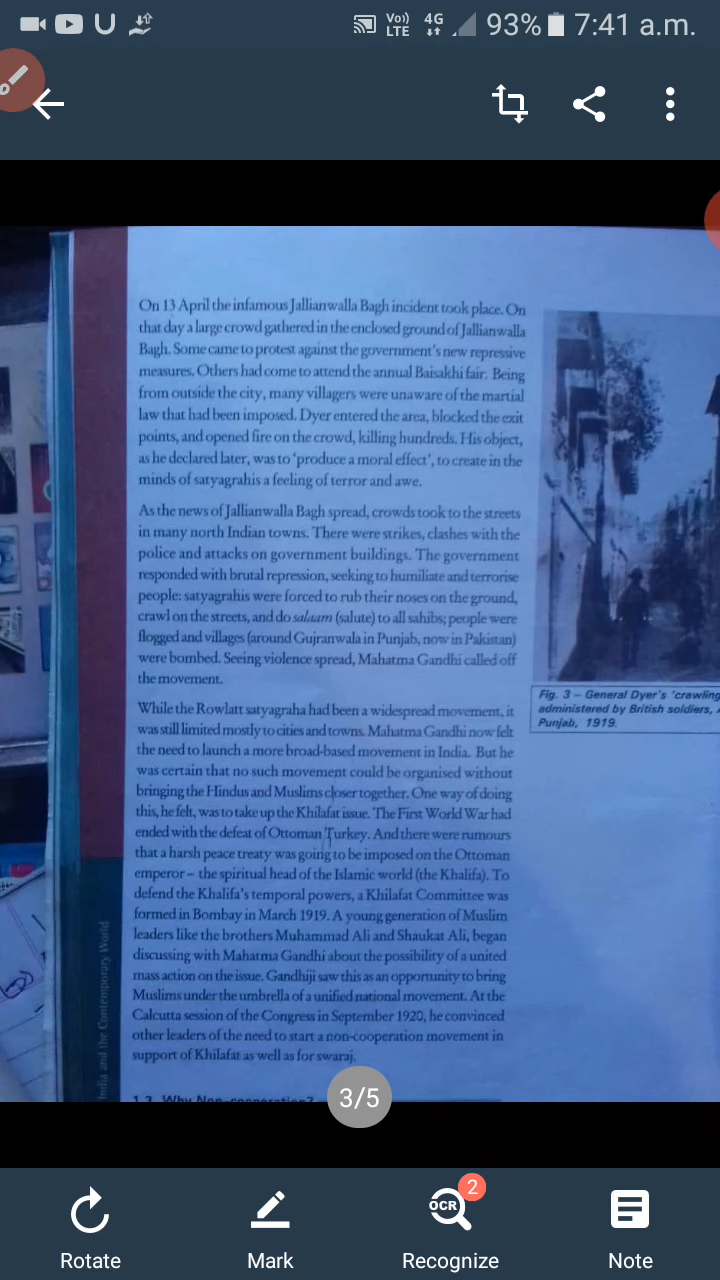 Vo))
LTE
4G
93%
7:41 a.m.
On 13 April the infamous Jallianwalla Bagh incident took place. On
that day a large crowd gathered in the enclosed ground of Jallianwalla
Bagh. Some came to protest against the government's new repressive
measures. Others had come to attend the annual Baisakhi fair. Being
from outside the city, many villagers were unaware of the martial
law that had been imposed. Dyer entered the area, blocked the exit
points, and opened fire on the crowd, killing hundreds. His object,
as he declared later, was to 'produce a moral effect', to create in the
minds of satyagrahis a feeling of terror and awe.
As the news of Jallianwalla Bagh spread, crowds took to the streets
in many north Indian towns. There were strikes, clashes with the
police and attacks on government buildings. The government
responded with brutal repression, seeking to humiliate and terrorise
people: satyagrahis were forced to rub their noses on the ground,
crawl on the streets, and do salaam (salute) to all sahibs; people were
flogged and villages (around Gujranwala in Punjab, now in Pakistan)
were bombed. Seeing violence spread, Mahatma Gandhi called off
the movement.
While the Rowlatt satyagraha had been a widespread movement, it
was still limited mostly to cities and towns. Mahatma Gandhi now felt
the need to launch a more broad-based movement in India. But he
was certain that no such movement could be organised without
bringing the Hindus and Muslims closer together. One way of doing
this, he felt, was to take up the Khilafat issue. The First World War had
ended with the defeat of Ottoman Turkey. And there were rumours
that a harsh peace treaty was going to be imposed on the Ottoman
emperor – the spiritual head of the Islamic world (the Khalifa). To
defend the Khalifa's temporal powers, a Khilafat Committee was
formed in Bombay in March 1919. A young generation of Muslim
leaders like the brothers Muhammad Ali and Shaukat Ali, began
discussing with Mahatma Gandhi about the possibility of a united
mass action on the issue. Gandhiji saw this as an opportunity to bring
Muslims under the umbrella of a unified national movement. At the
Calcutta session of the Congress in September 1920, he convinced
other leaders of the need to start a non-cooperation movement in
support of Khilafat as well as for swaraj.
1.3 Why Non-cooperation?
Fig. 3 – General Dyer's 'crawling
administered by British soldiers,
Punjab, 1919.
India and the Contemporary World
3/5
OCR
2
Rotate
Mark
Recognize
Note